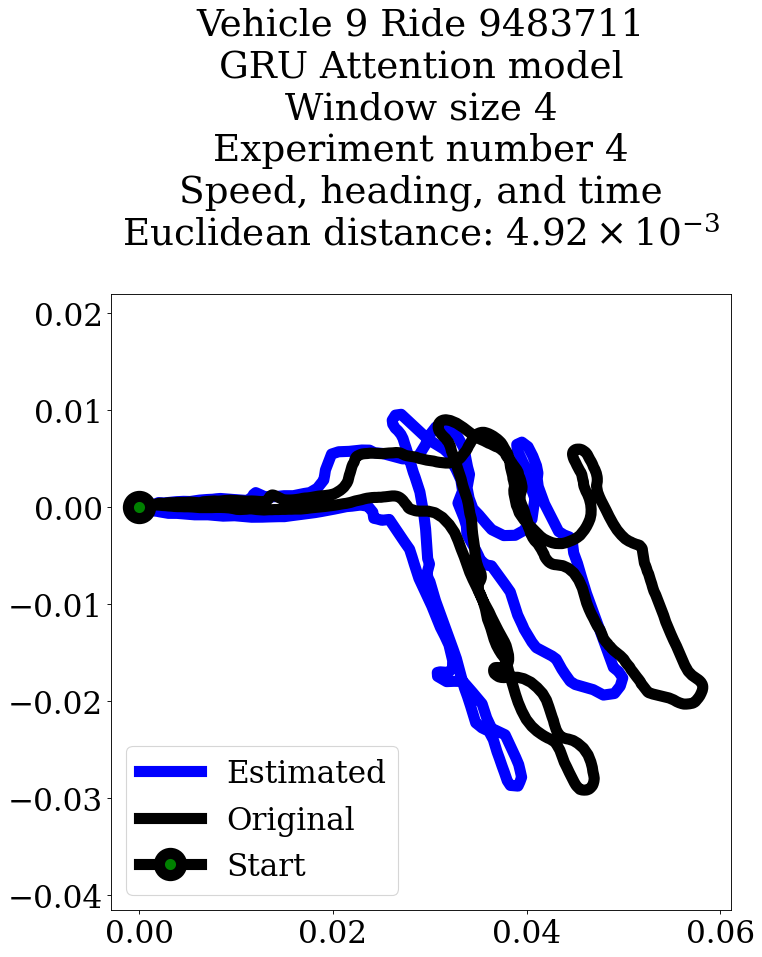 Vehicle 9 Ride 9483711
GRU Attention model
Window size 4
Experiment number 4
Speed, heading, and time
Euclidean distance: 4.92 × 10⁻³
0.02
0.01
0.00
−0.01
−0.02
−0.03
−0.04
Estimated
Original
Start
0.00 0.02 0.04 0.06